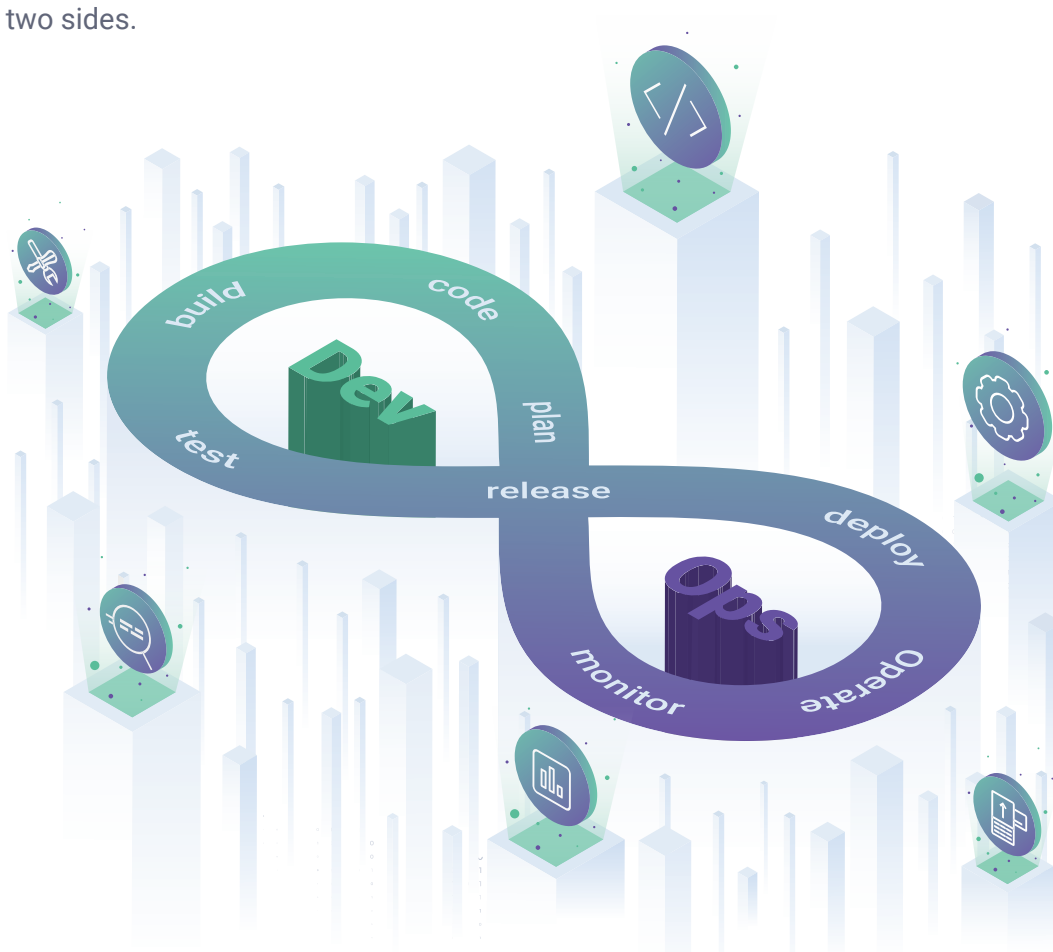 two sides.
build
code
Dev
plan
test
release
deploy
Ops
monitor
Operate